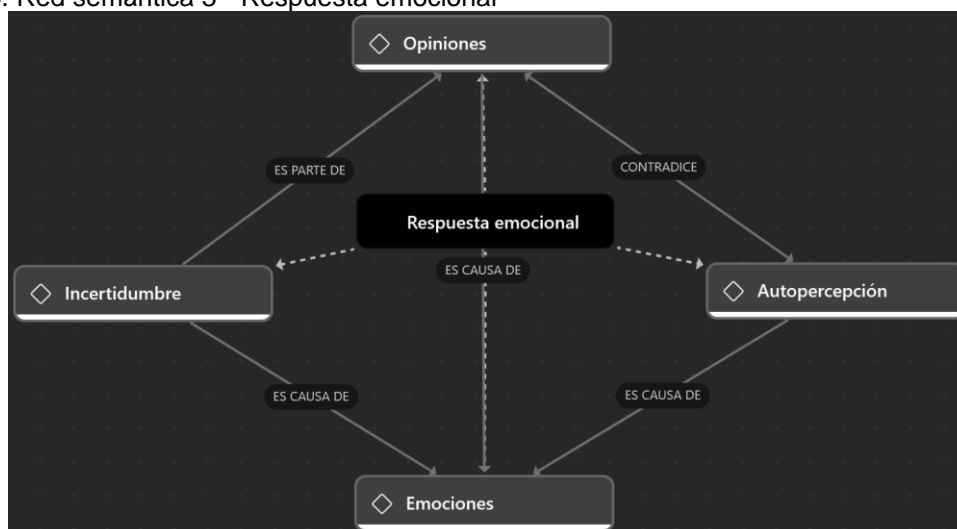 Red semántica 3 - Respuesta emocional
Opiniones
ES PARTE DE
CONTRADICE
Respuesta emocional
ES CAUSA DE
Incertidumbre
Autopercepción
ES CAUSA DE
ES CAUSA DE
Emociones